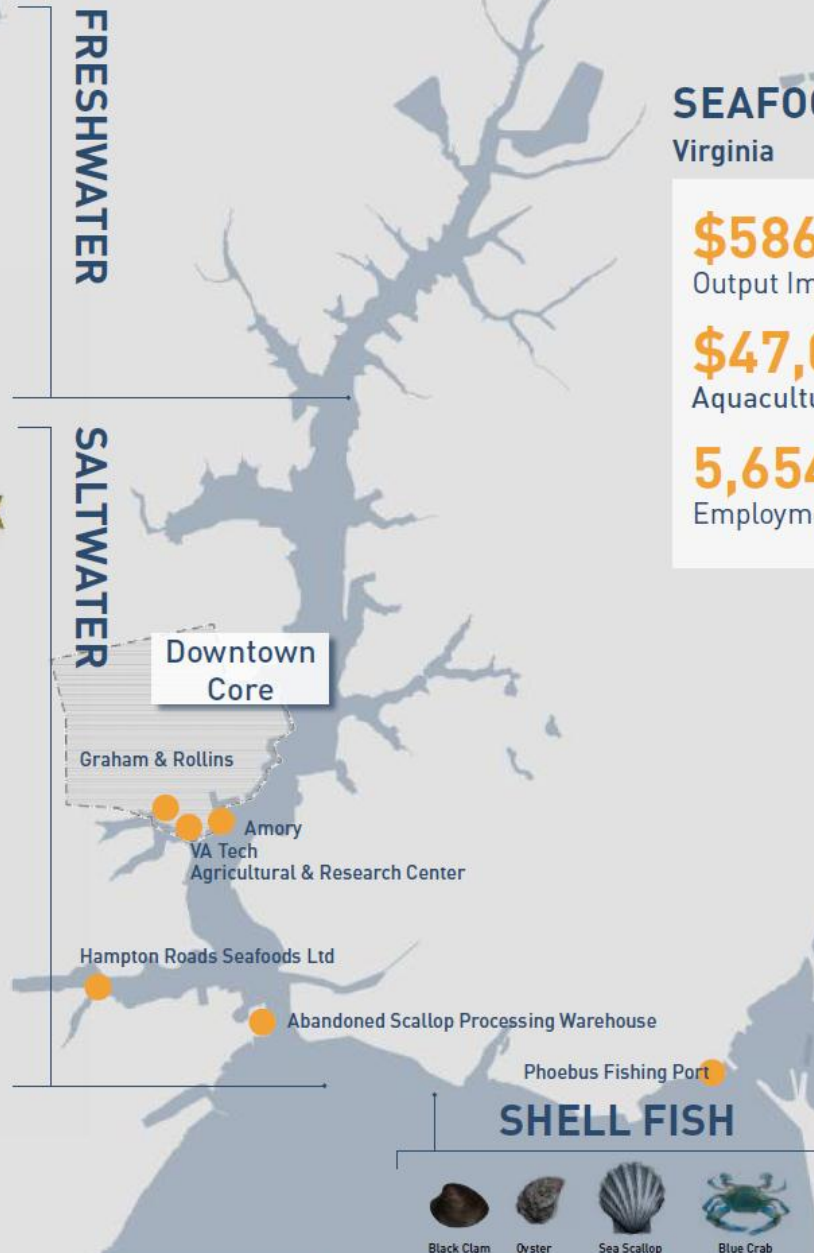 FRESHWATER
SEAFOO
Virginia
$586
Output Im
$47,
Aquacultu
5,654
Employm
SALTWATER
Downtown
Core
Graham & Rollins
Amory
VA Tech
Agricultural & Research Center
Hampton Roads Seafoods Ltd
Abandoned Scallop Processing Warehouse
Phoebus Fishing Port
SHELL FISH
Black Clam
Oyster
Sea Scallop
Blue Crab